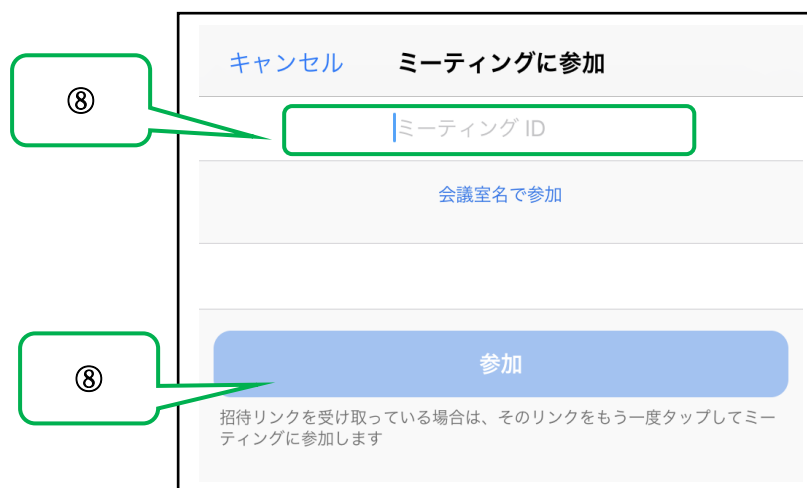 キャンセル ミーティングに参加
⑧
ミーティング ID
会議室名で参加
参加
⑧
招待リンクを受け取っている場合は、そのリンクをもう一度タップしてミー
ティングに参加します